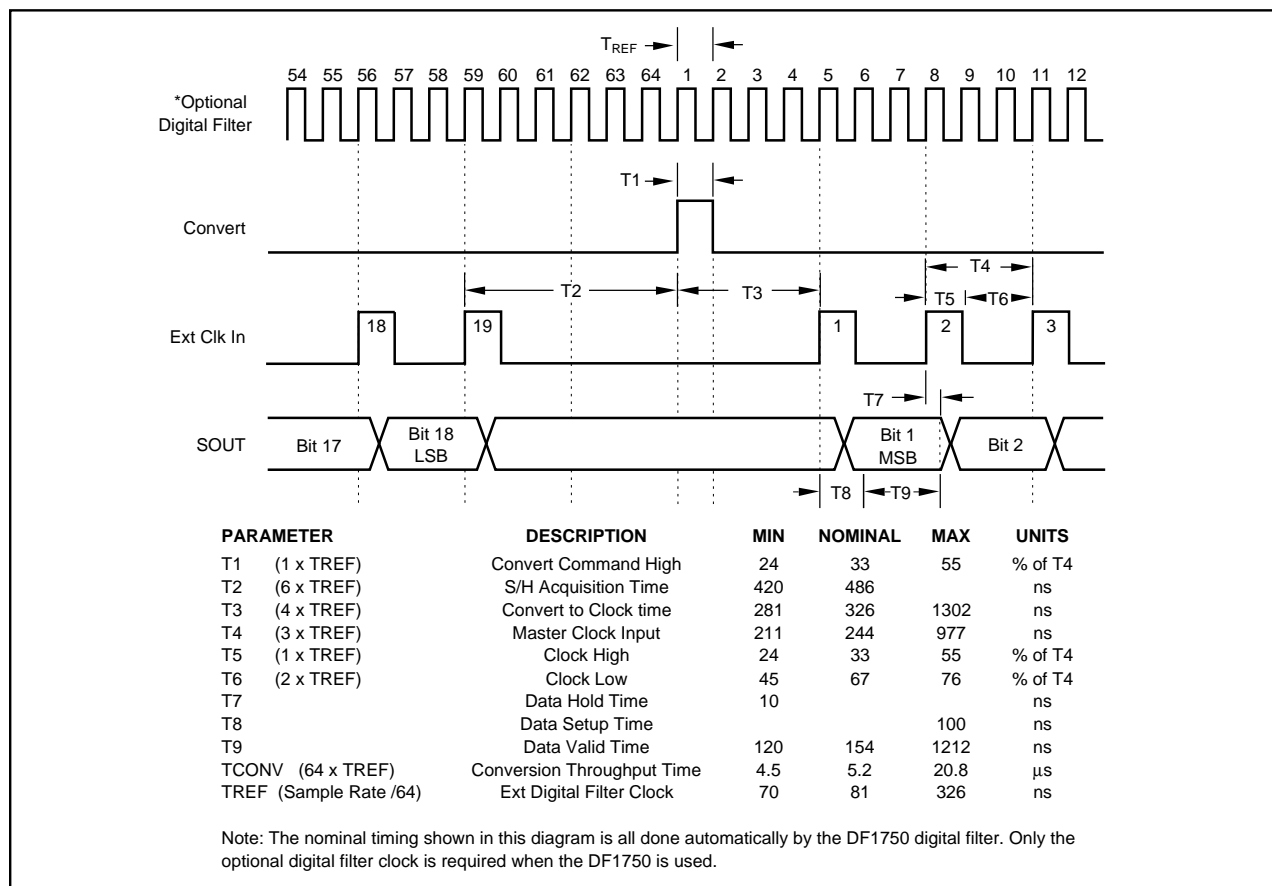 TREF
54 55 56 57 58 59 60 61 62 63 64 1 2 3 4 5 6 7 8 9 10 11 12
*Optional
Digital Filter
T1
Convert
T4
T2 T3 T5 T6
Ext Clk In 18 19 1 2 3
T7
SOUT Bit 17 Bit 18 Bit 1 Bit 2
LSB MSB
T8 T9
PARAMETER DESCRIPTION MIN NOMINAL MAX UNITS
T1 (1 x TREF) Convert Command High 24 33 55 % of T4
T2 (6 x TREF) S/H Acquisition Time 420 486 ns
T3 (4 x TREF) Convert to Clock time 281 326 1302 ns
T4 (3 x TREF) Master Clock Input 211 244 977 ns
T5 (1 x TREF) Clock High 24 33 55 % of T4
T6 (2 x TREF) Clock Low 45 67 76 % of T4
T7 Data Hold Time 10 ns
T8 Data Setup Time 100 ns
T9 Data Valid Time 120 154 1212 ns
TCONV (64 x TREF) Conversion Throughput Time 4.5 5.2 20.8 µs
TREF (Sample Rate /64) Ext Digital Filter Clock 70 81 326 ns
Note: The nominal timing shown in this diagram is all done automatically by the DF1750 digital filter. Only the
optional digital filter clock is required when the DF1750 is used.